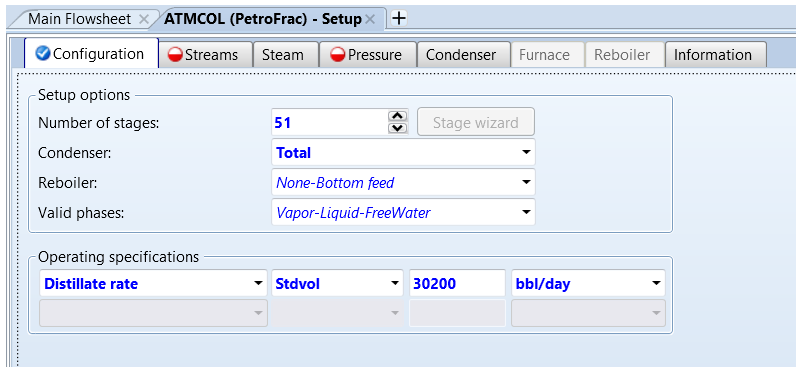 Main Flowsheet × ATMCOL (PetroFrac) - Setup × +
Configuration Streams Steam Pressure Condenser Furnace Reboiler Information
Setup options
Number of stages: 51 Stage wizard
Condenser: Total
Reboiler: None-Bottom feed
Valid phases: Vapor-Liquid-FreeWater
Operating specifications
Distillate rate Stdvol 30200 bbl/day